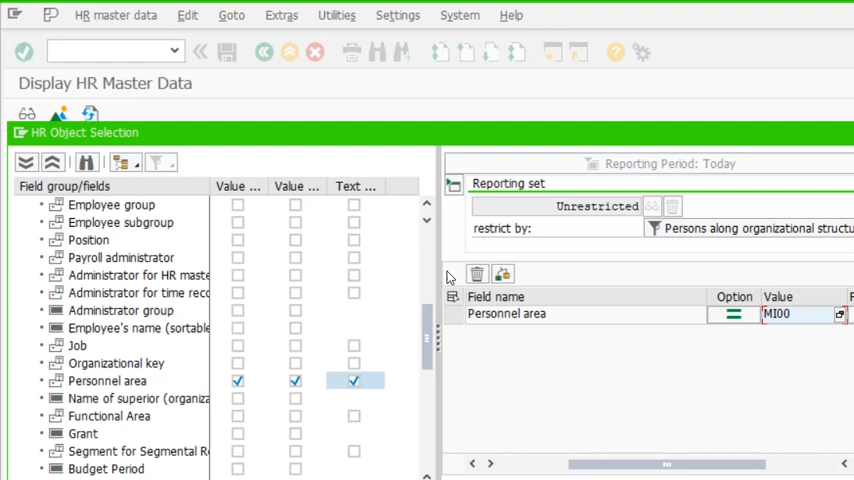 HR master data Edit Goto Extras Utilities Settings System Help
Display HR Master Data
HR Object Selection
Reporting Period: Today
Field group/fields Value ... Value ... Text ...
Reporting set
Employee group
Unrestricted
Employee subgroup
restrict by: Persons along organizational structu
Position
Payroll administrator
Administrator for HR maste
Administrator for time reco
Field name Option Value
Administrator group
Personnel area MI00
Employee's name (sortable
Job
Organizational key
Personnel area
Name of superior (organiza
Functional Area
Grant
Segment for Segmental Re
Budget Period